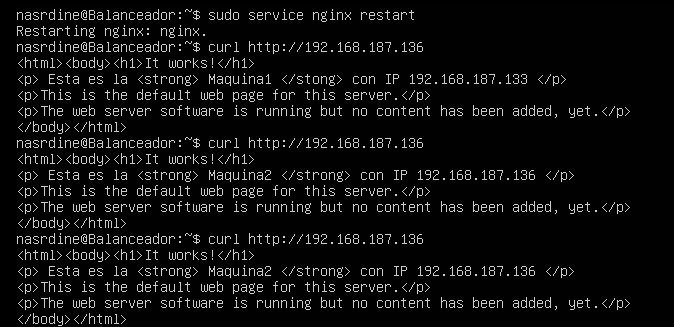 nasrdine@Balanceador:~$ sudo service nginx restart
Restarting nginx: nginx.
nasrdine@Balanceador:~$ curl http://192.168.187.136
<html><body><h1>It works!</h1>
<p> Esta es la <strong> Maquina1 </stong> con IP 192.168.187.133 </p>
<p>This is the default web page for this server.</p>
<p>The web server software is running but no content has been added, yet.</p>
</body></html>
nasrdine@Balanceador:~$ curl http://192.168.187.136
<html><body><h1>It works!</h1>
<p> Esta es la <strong> Maquina2 </strong> con IP 192.168.187.136 </p>
<p>This is the default web page for this server.</p>
<p>The web server software is running but no content has been added, yet.</p>
</body></html>
nasrdine@Balanceador:~$ curl http://192.168.187.136
<html><body><h1>It works!</h1>
<p> Esta es la <strong> Maquina2 </strong> con IP 192.168.187.136 </p>
<p>This is the default web page for this server.</p>
<p>The web server software is running but no content has been added, yet.</p>
</body></html>